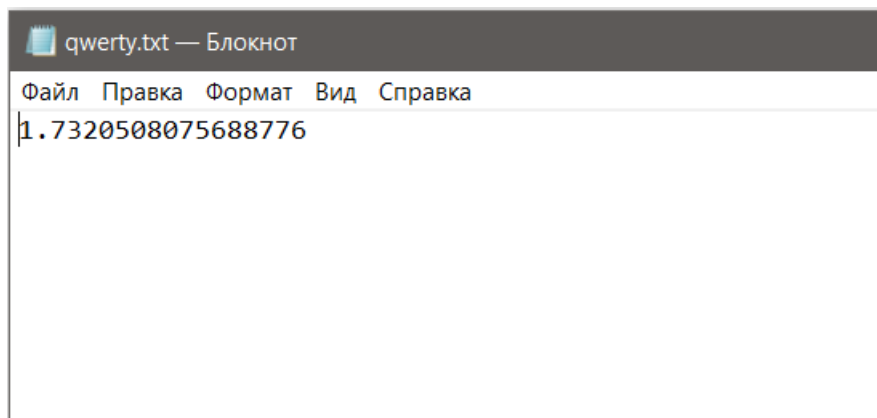 qwerty.txt — Блокнот
Файл Правка Формат Вид Справка
1.7320508075688776